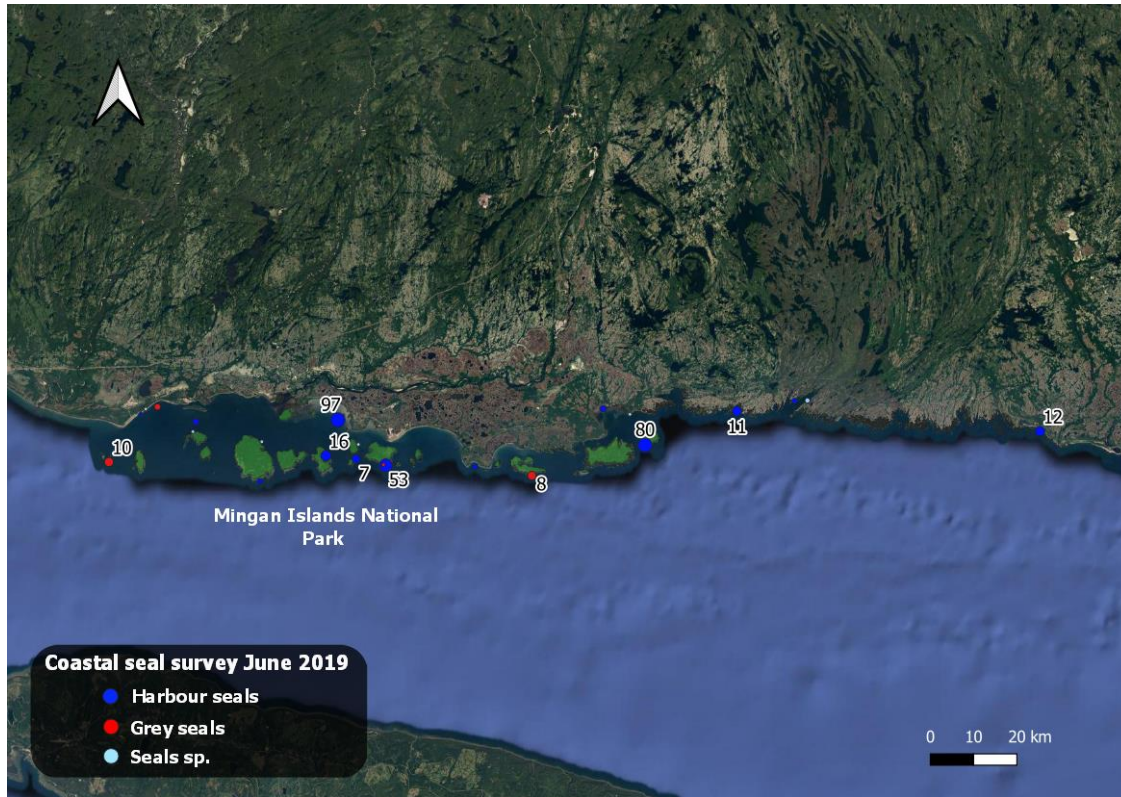 97
16
10
7
53
8
80
11
12
Mingan Islands National
Park
Coastal seal survey June 2019
Harbour seals
Grey seals
Seals sp.
0 10 20 km